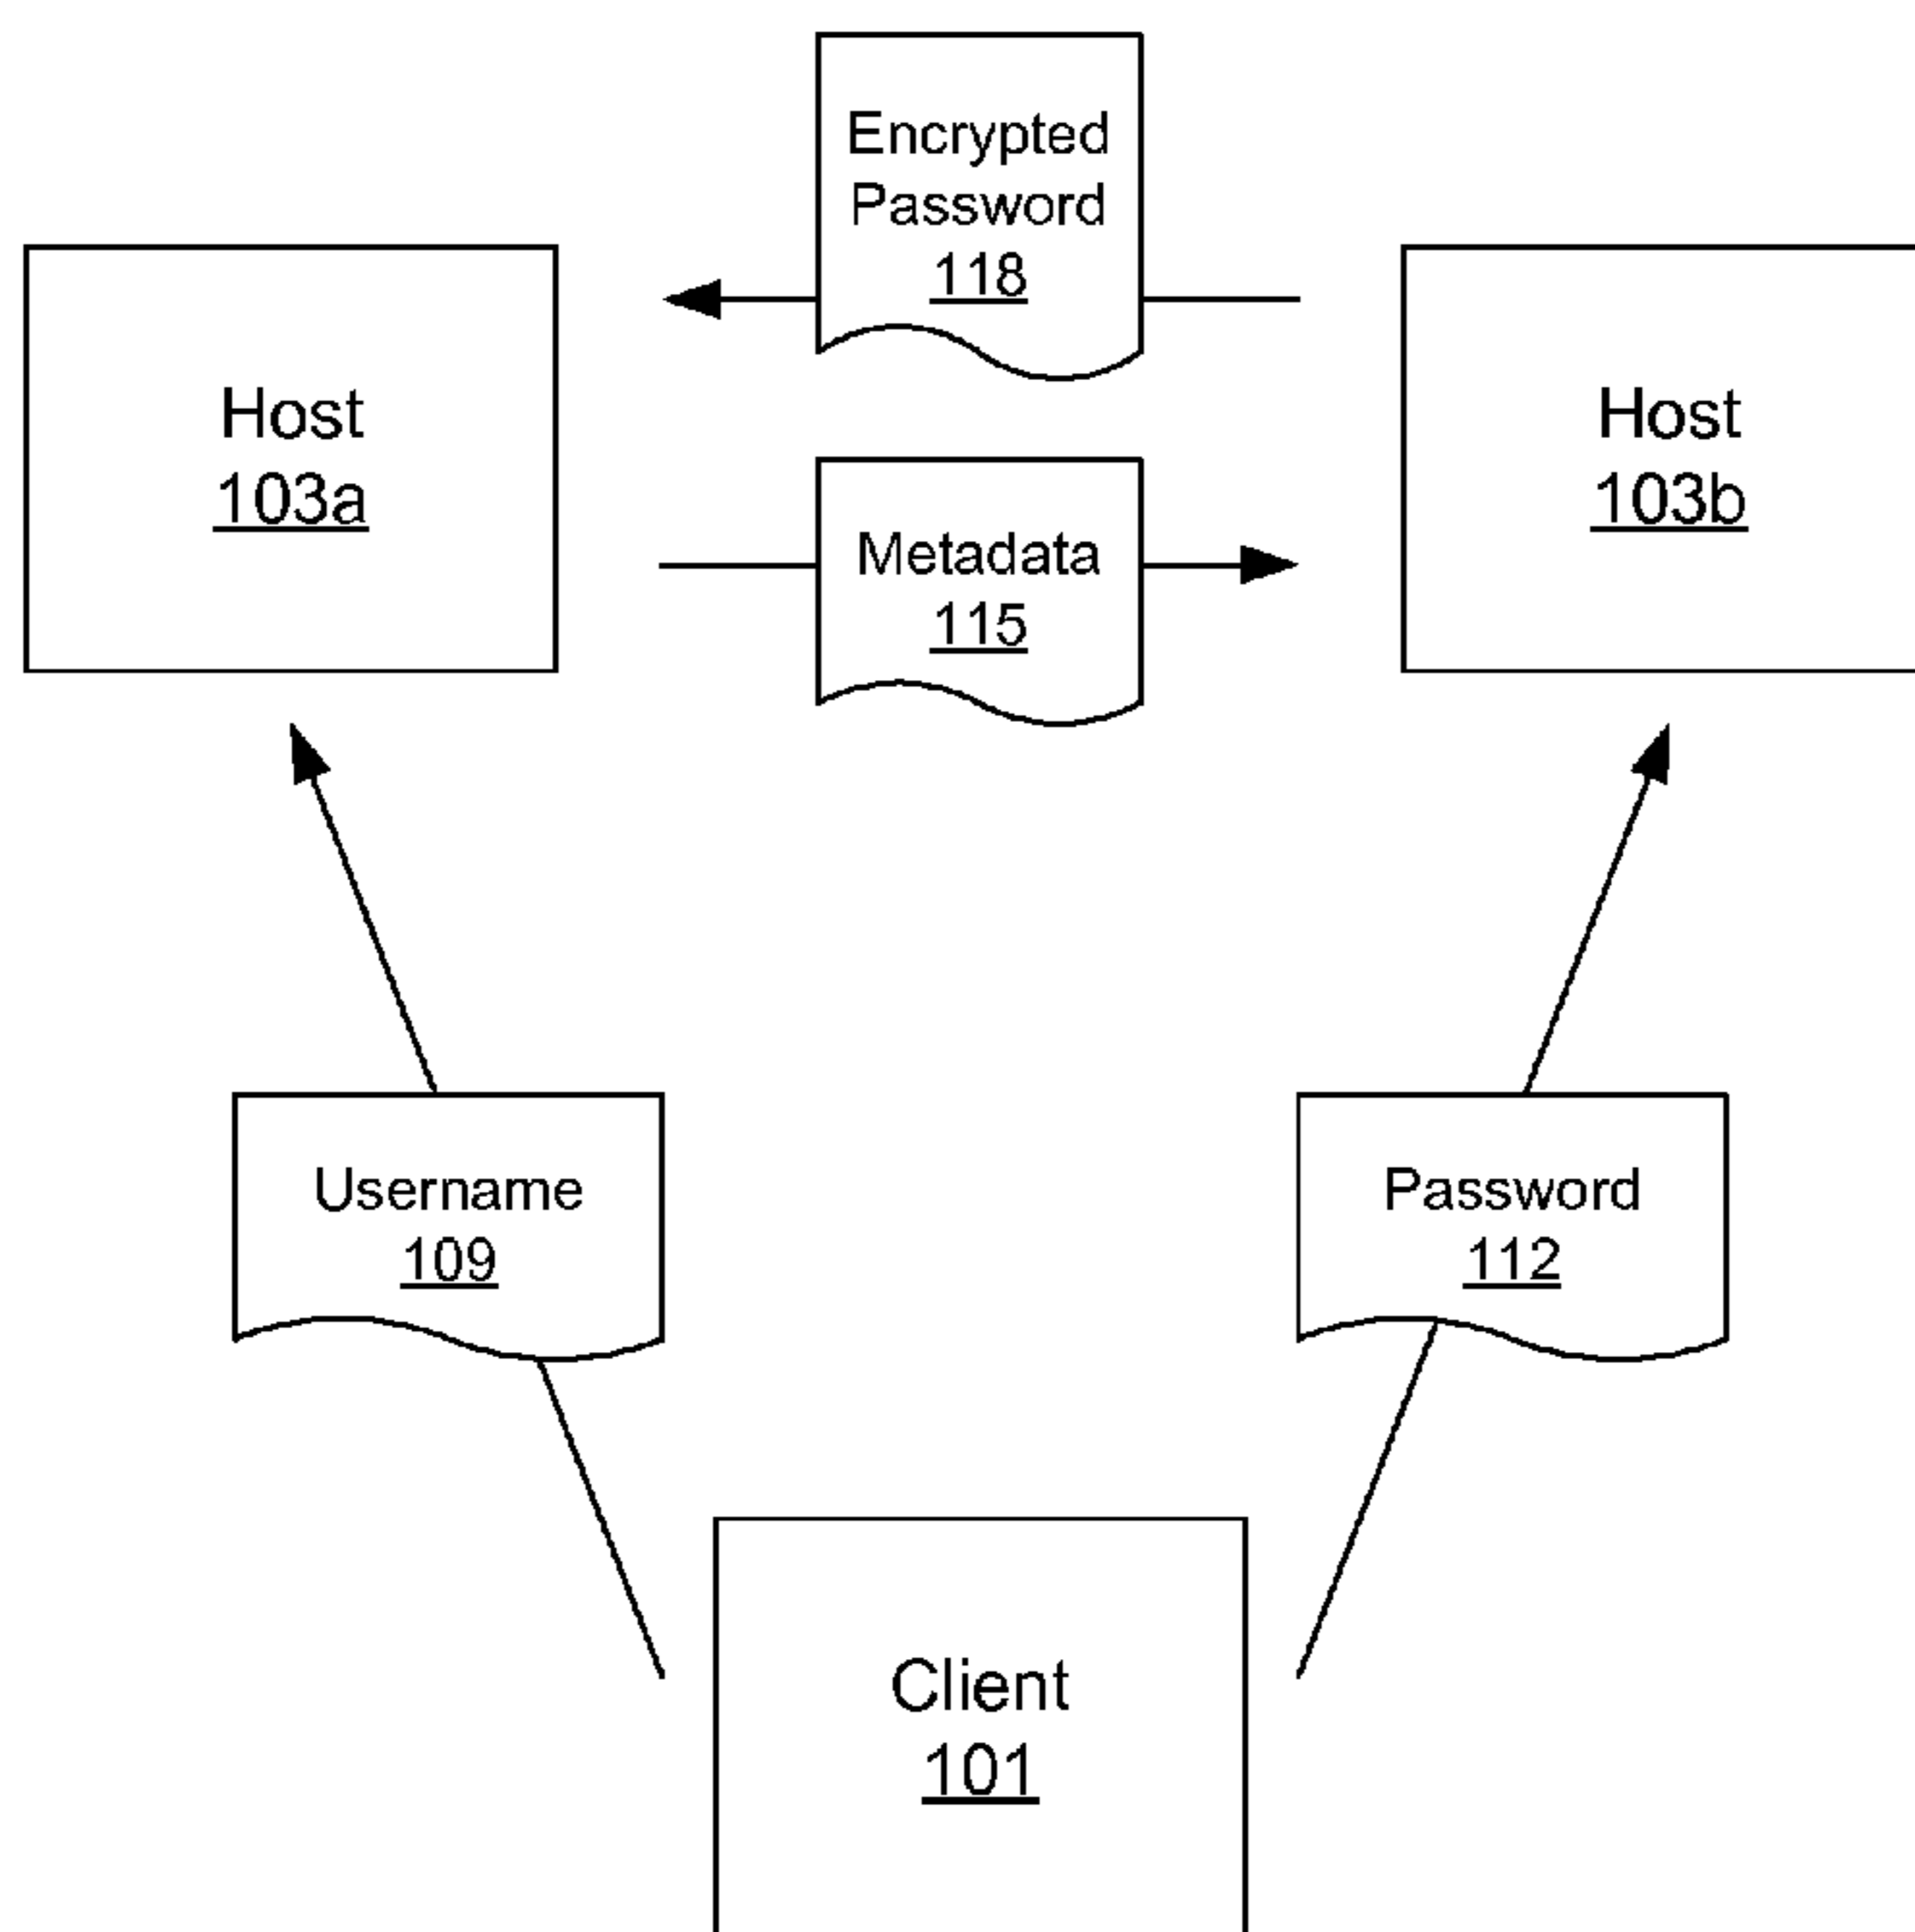 Encrypted
Password
118
Host
103a
Host
103b
Metadata
115
Username
109
Password
112
Client
101